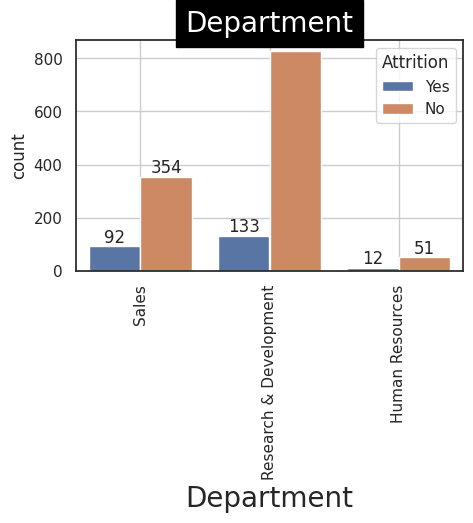 Department
Attrition
Yes
No
count
800
600
400
200
0
92
354
133
12
51
Sales
Research & Development
Human Resources
Department